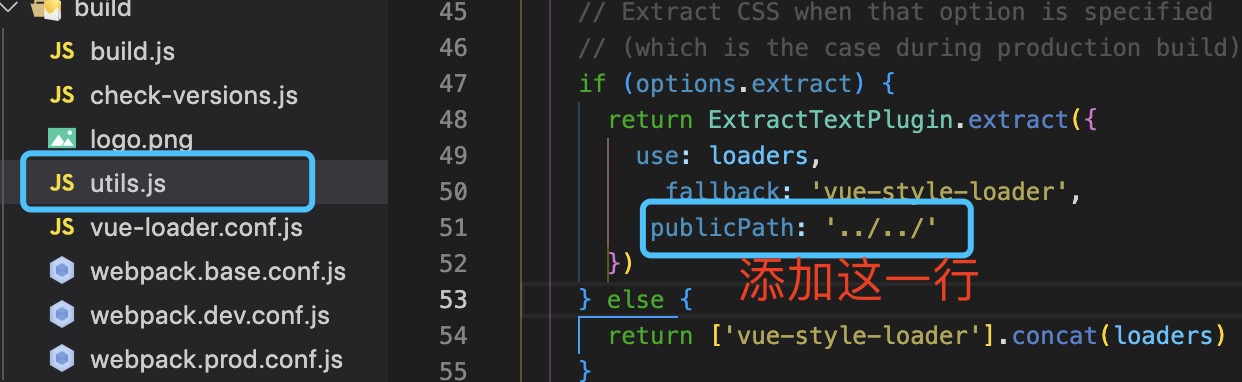 build
build.js
check-versions.js
logo.png
utils.js
vue-loader.conf.js
webpack.base.conf.js
webpack.dev.conf.js
webpack.prod.conf.js
45 // Extract CSS when that option is specified
46 // (which is the case during production build)
47 if (options.extract) {
48 return ExtractTextPlugin.extract({
49 use: loaders,
50 fallback: 'vue-style-loader',
51 publicPath: '../../'
52 })
添加这一行
53 } else {
54 return ['vue-style-loader'].concat(loaders)
55 }